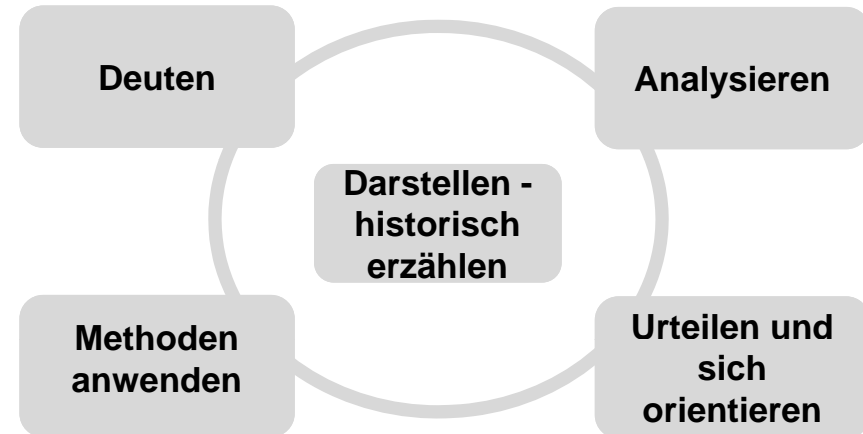 Deuten
Analysieren
Darstellen -
historisch
erzählen
Methoden
anwenden
Urteilen und
sich
orientieren